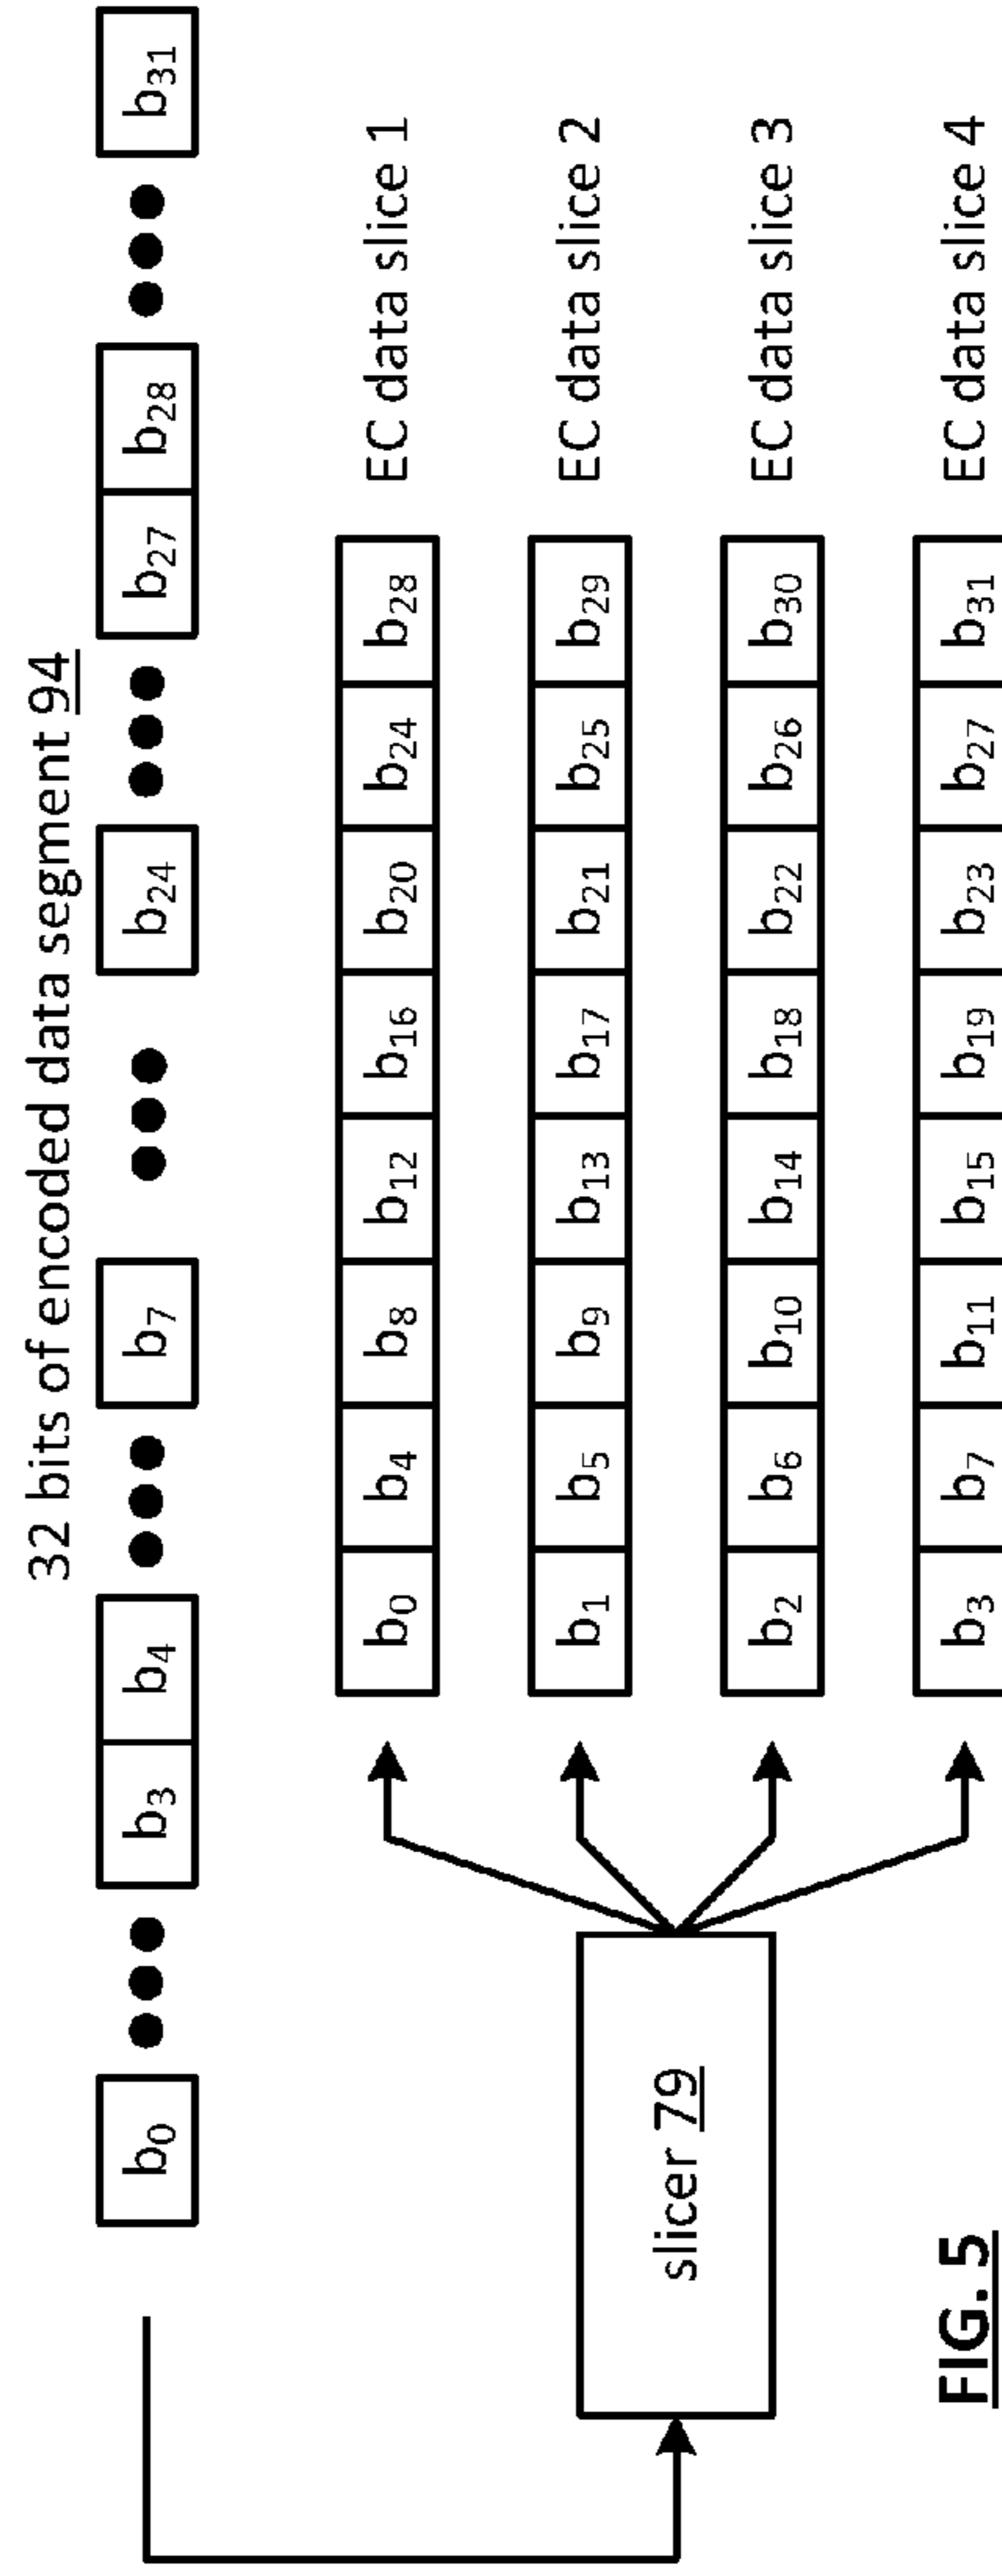 32 bits of encoded data segment 94
b0 b3 b4 b7 b24 b27 b28 b31
b0 b4 b8 b12 b16 b20 b24 b28 EC data slice 1
b1 b5 b9 b13 b17 b21 b25 b29 EC data slice 2
slicer 79
b2 b6 b10 b14 b18 b22 b26 b30 EC data slice 3
b3 b7 b11 b15 b19 b23 b27 b31 EC data slice 4
FIG. 5